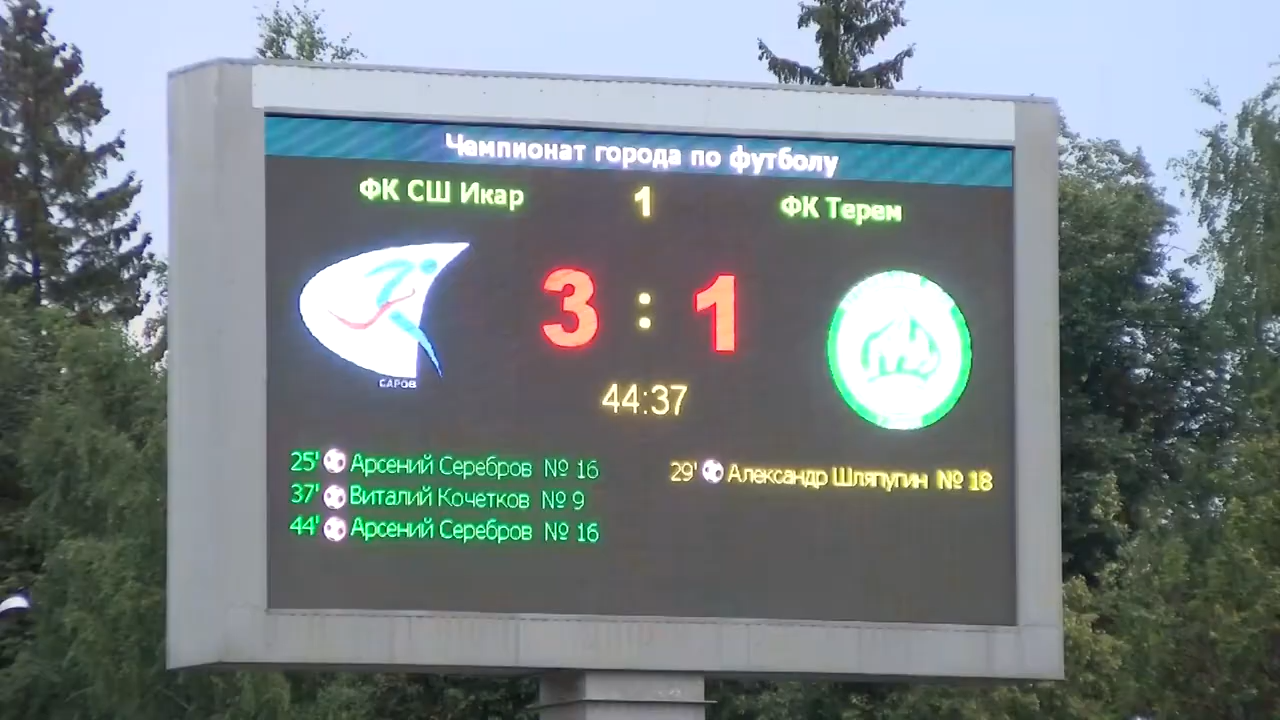 Чемпионат города по футболу
ФК СШ Икар 1 ФК Терем
3 : 1
САРОВ
44:37
25' Арсений Серебров № 16
37' Виталий Кочетков № 9
44' Арсений Серебров № 16
29' Александр Шляпугин № 18